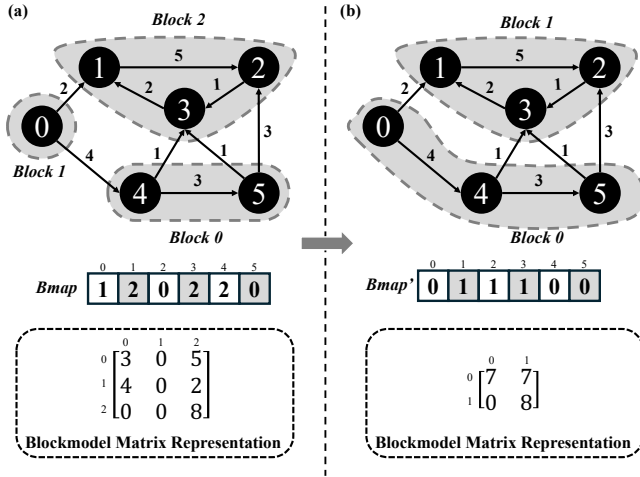 (a)
Block 2
1
5
2
2
2
1
3
0
Block 1
4
1
1
3
4
3
5
Block 0
0 1 2 3 4 5
Bmap 1 2 0 2 2 0
0 1 2
0 3 0 5
1 4 0 2
2 0 0 8
Blockmodel Matrix Representation
(b)
Block 1
1
5
2
2
2
1
3
0
4
1
1
3
4
3
5
Block 0
0 1 2 3 4 5
Bmap’ 0 1 1 1 0 0
0 1
0 7 7
1 0 8
Blockmodel Matrix Representation